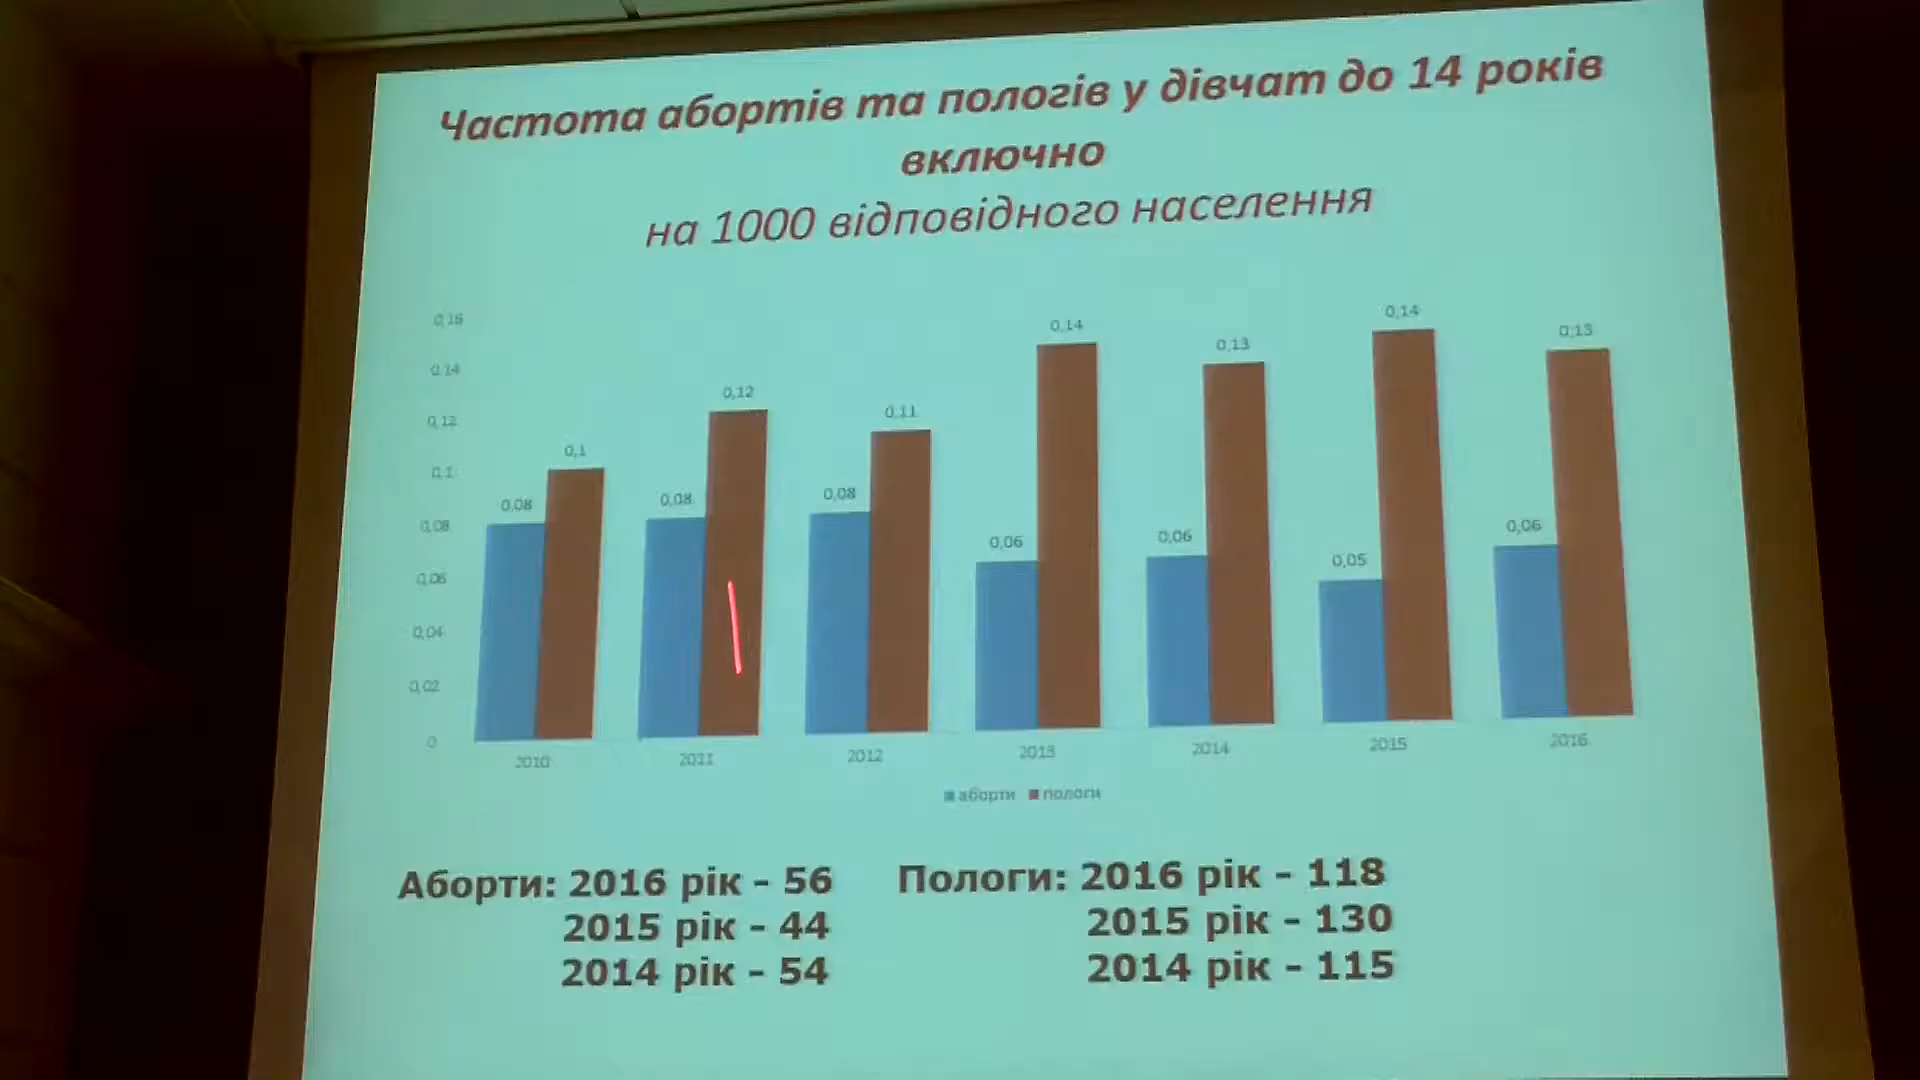 Частота абортів та пологів у дівчат до 14 років
включно
на 1000 відповідного населення
0,16
0,14
0,12
0,1
0,08
0,06
0,04
0,02
0
0,08 0,1
0,08 0,12
0,08 0,11
0,06 0,14
0,06 0,13
0,05 0,14
0,06 0,13
2010 2011 2012 2013 2014 2015 2016
аборти пологи
Аборти: 2016 рік - 56
2015 рік - 44
2014 рік - 54
Пологи: 2016 рік - 118
2015 рік - 130
2014 рік - 115